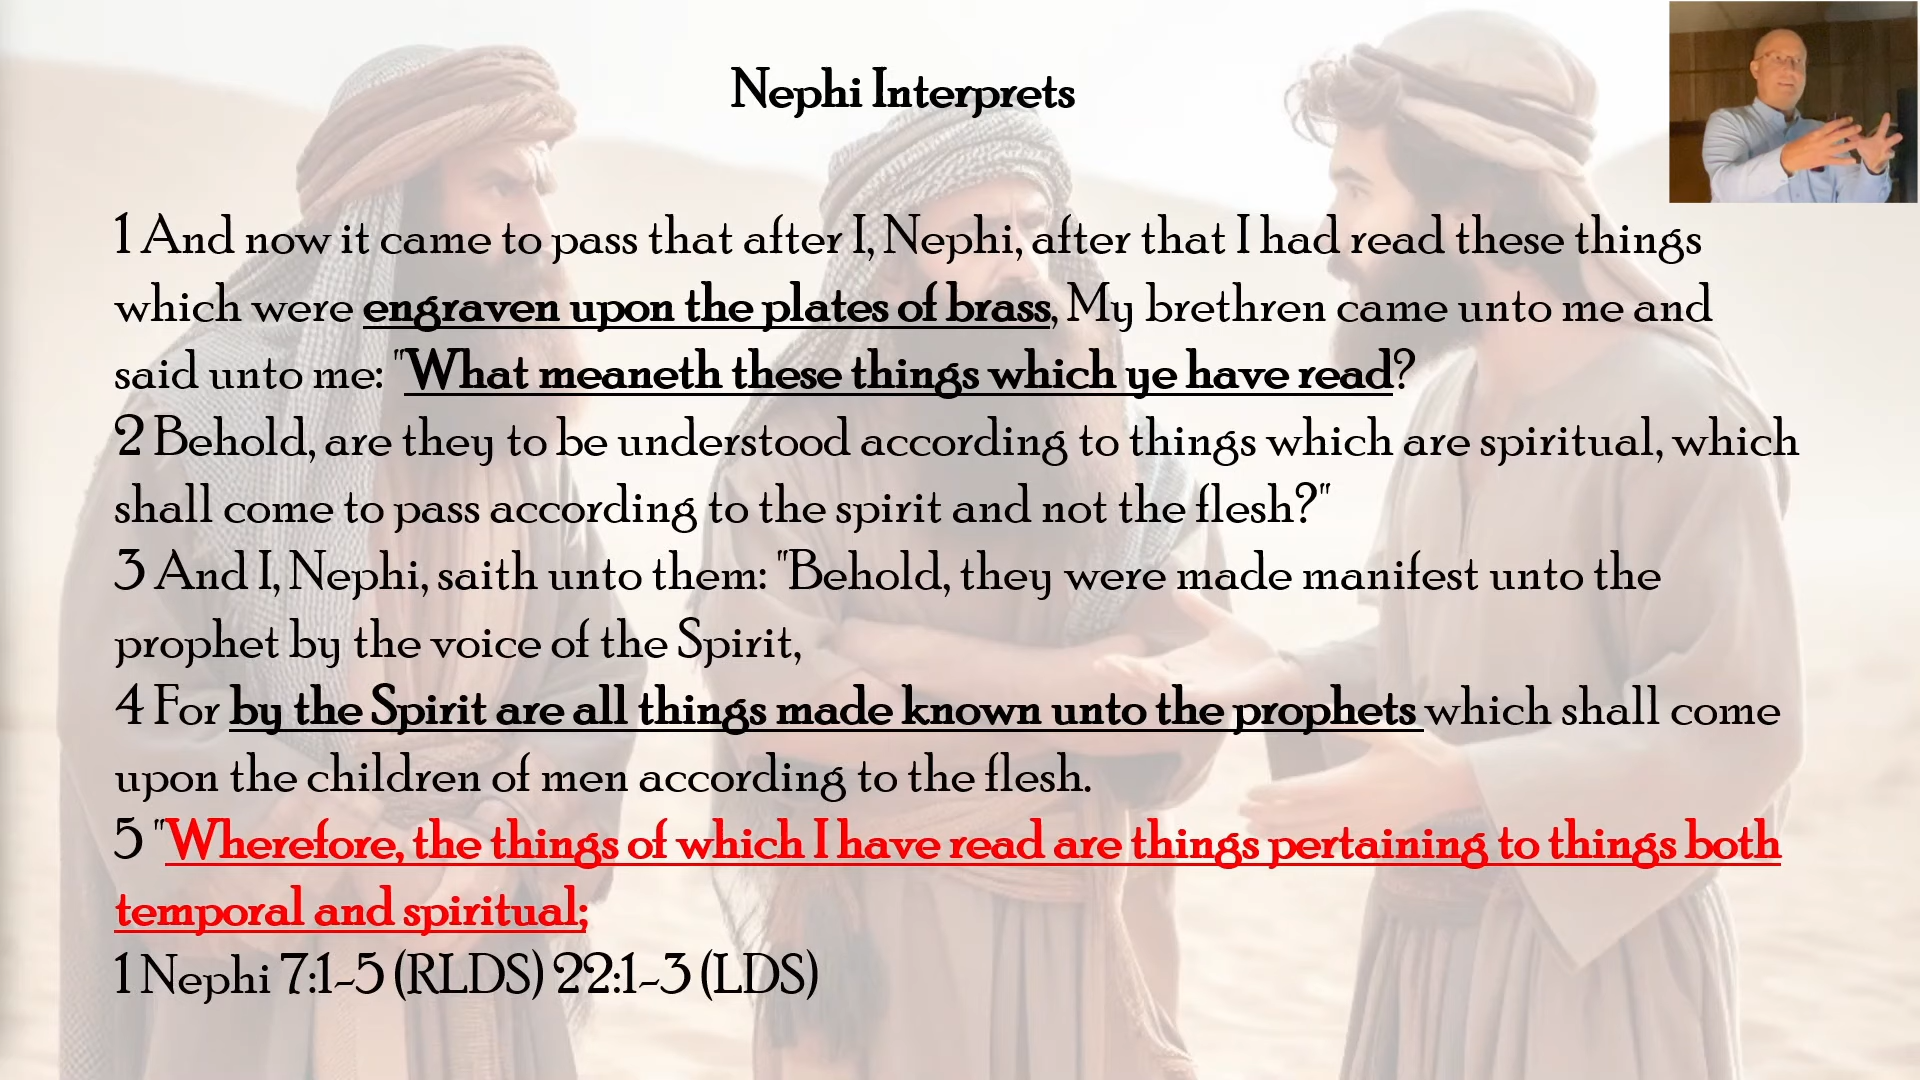 Nephi Interprets
1 And now it came to pass that after I, Nephi, after that I had read these things
which were engraven upon the plates of brass, My brethren came unto me and
said unto me: "What meaneth these things which ye have read?
2 Behold, are they to be understood according to things which are spiritual, which
shall come to pass according to the spirit and not the flesh?"
3 And I, Nephi, saith unto them: "Behold, they were made manifest unto the
prophet by the voice of the Spirit,
4 For by the Spirit are all things made known unto the prophets which shall come
upon the children of men according to the flesh.
5 "Wherefore, the things of which I have read are things pertaining to things both
temporal and spiritual;
1 Nephi 7:1-5 (RLDS) 22:1-3 (LDS)